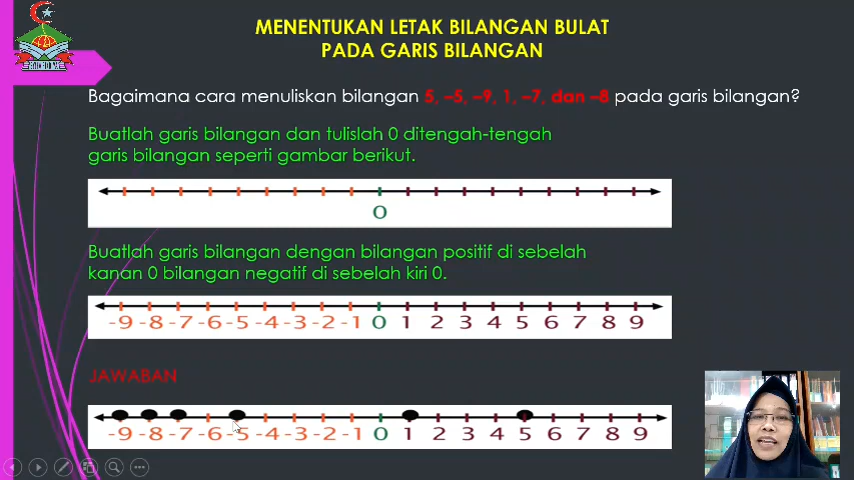 MENENTUKAN LETAK BILANGAN BULAT
PADA GARIS BILANGAN
Bagaimana cara menuliskan bilangan 5, –5, –9, 1, –7, dan –8 pada garis bilangan?
Buatlah garis bilangan dan tulislah 0 ditengah-tengah
garis bilangan seperti gambar berikut.
0
Buatlah garis bilangan dengan bilangan positif di sebelah
kanan 0 bilangan negatif di sebelah kiri 0.
-9 -8 -7 -6 -5 -4 -3 -2 -1 0 1 2 3 4 5 6 7 8 9
JAWABAN
-9 -8 -7 -6 -5 -4 -3 -2 -1 0 1 2 3 4 5 6 7 8 9